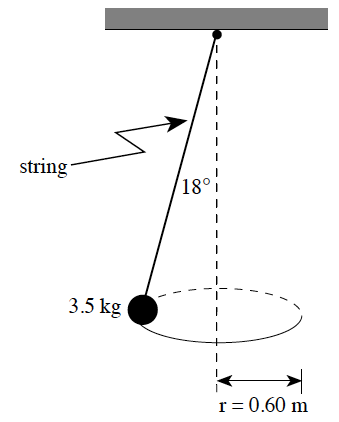 string
18°
3.5 kg
r = 0.60 m